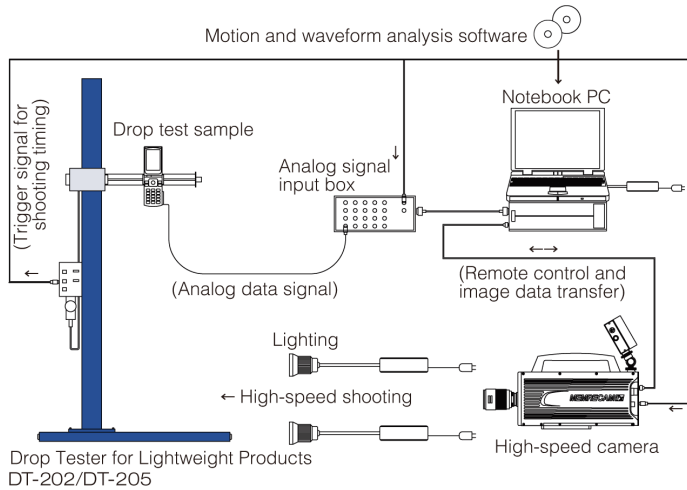 Motion and waveform analysis software
Notebook PC
(Trigger signal for
shooting timing)
Drop test sample
Analog signal
input box
(Analog data signal)
(Remote control and
image data transfer)
Lighting
← High-speed shooting
MEMRECAM
High-speed camera
Drop Tester for Lightweight Products
DT-202/DT-205